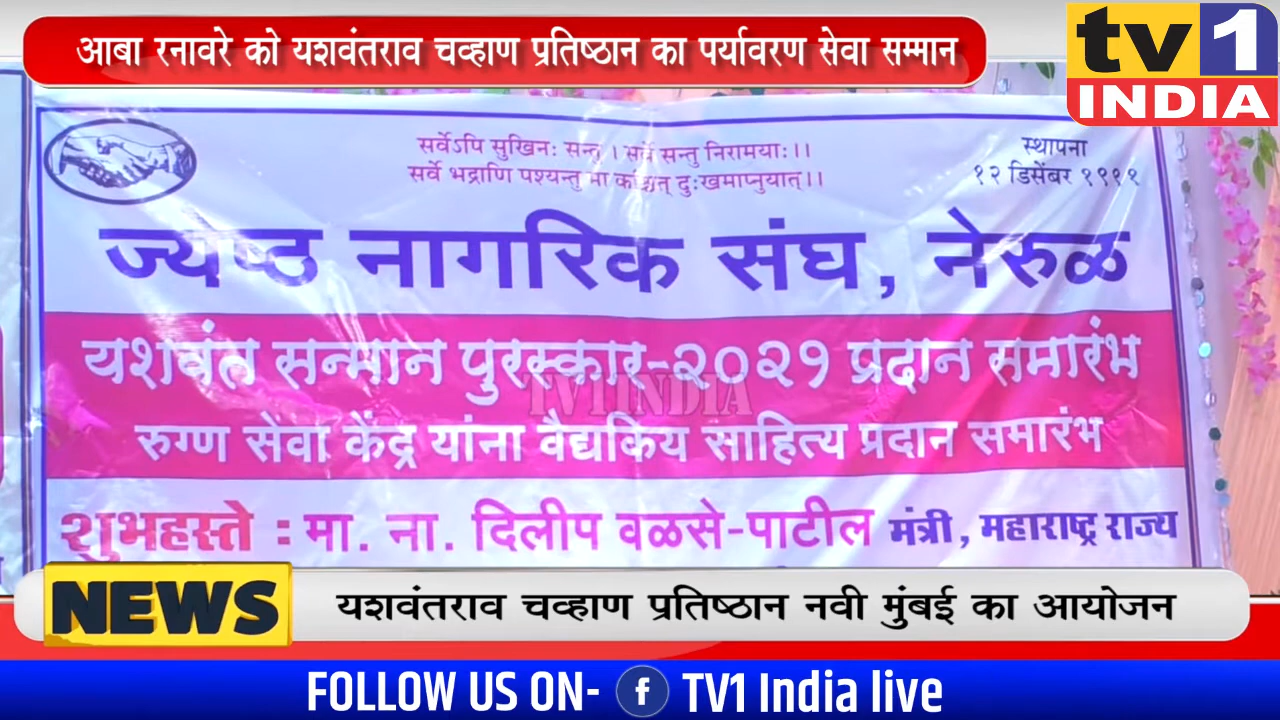 आबा रनावरे को यशवंतराव चव्हाण प्रतिष्ठान का पर्यावरण सेवा सम्मान
tv1
INDIA
सर्वेऽपि सुखिनः सन्तु । सर्वे सन्तु निरामयाः ।।
सर्वे भद्राणि पश्यन्तु मा कश्चित् दुःखमाप्नुयात् ।।
स्थापना
१२ डिसेंबर १९९९
ज्येष्ठ नागरिक संघ, नेरुळ
यशवंत सन्मान पुरस्कार-२०२१ प्रदान समारंभ
TV1INDIA
रुग्ण सेवा केंद्र यांना वैद्यकिय साहित्य प्रदान समारंभ
शुभहस्ते : मा. ना. दिलीप वळसे-पाटील मंत्री, महाराष्ट्र राज्य
NEWS
यशवंतराव चव्हाण प्रतिष्ठान नवी मुंबई का आयोजन
FOLLOW US ON- f TV1 India live